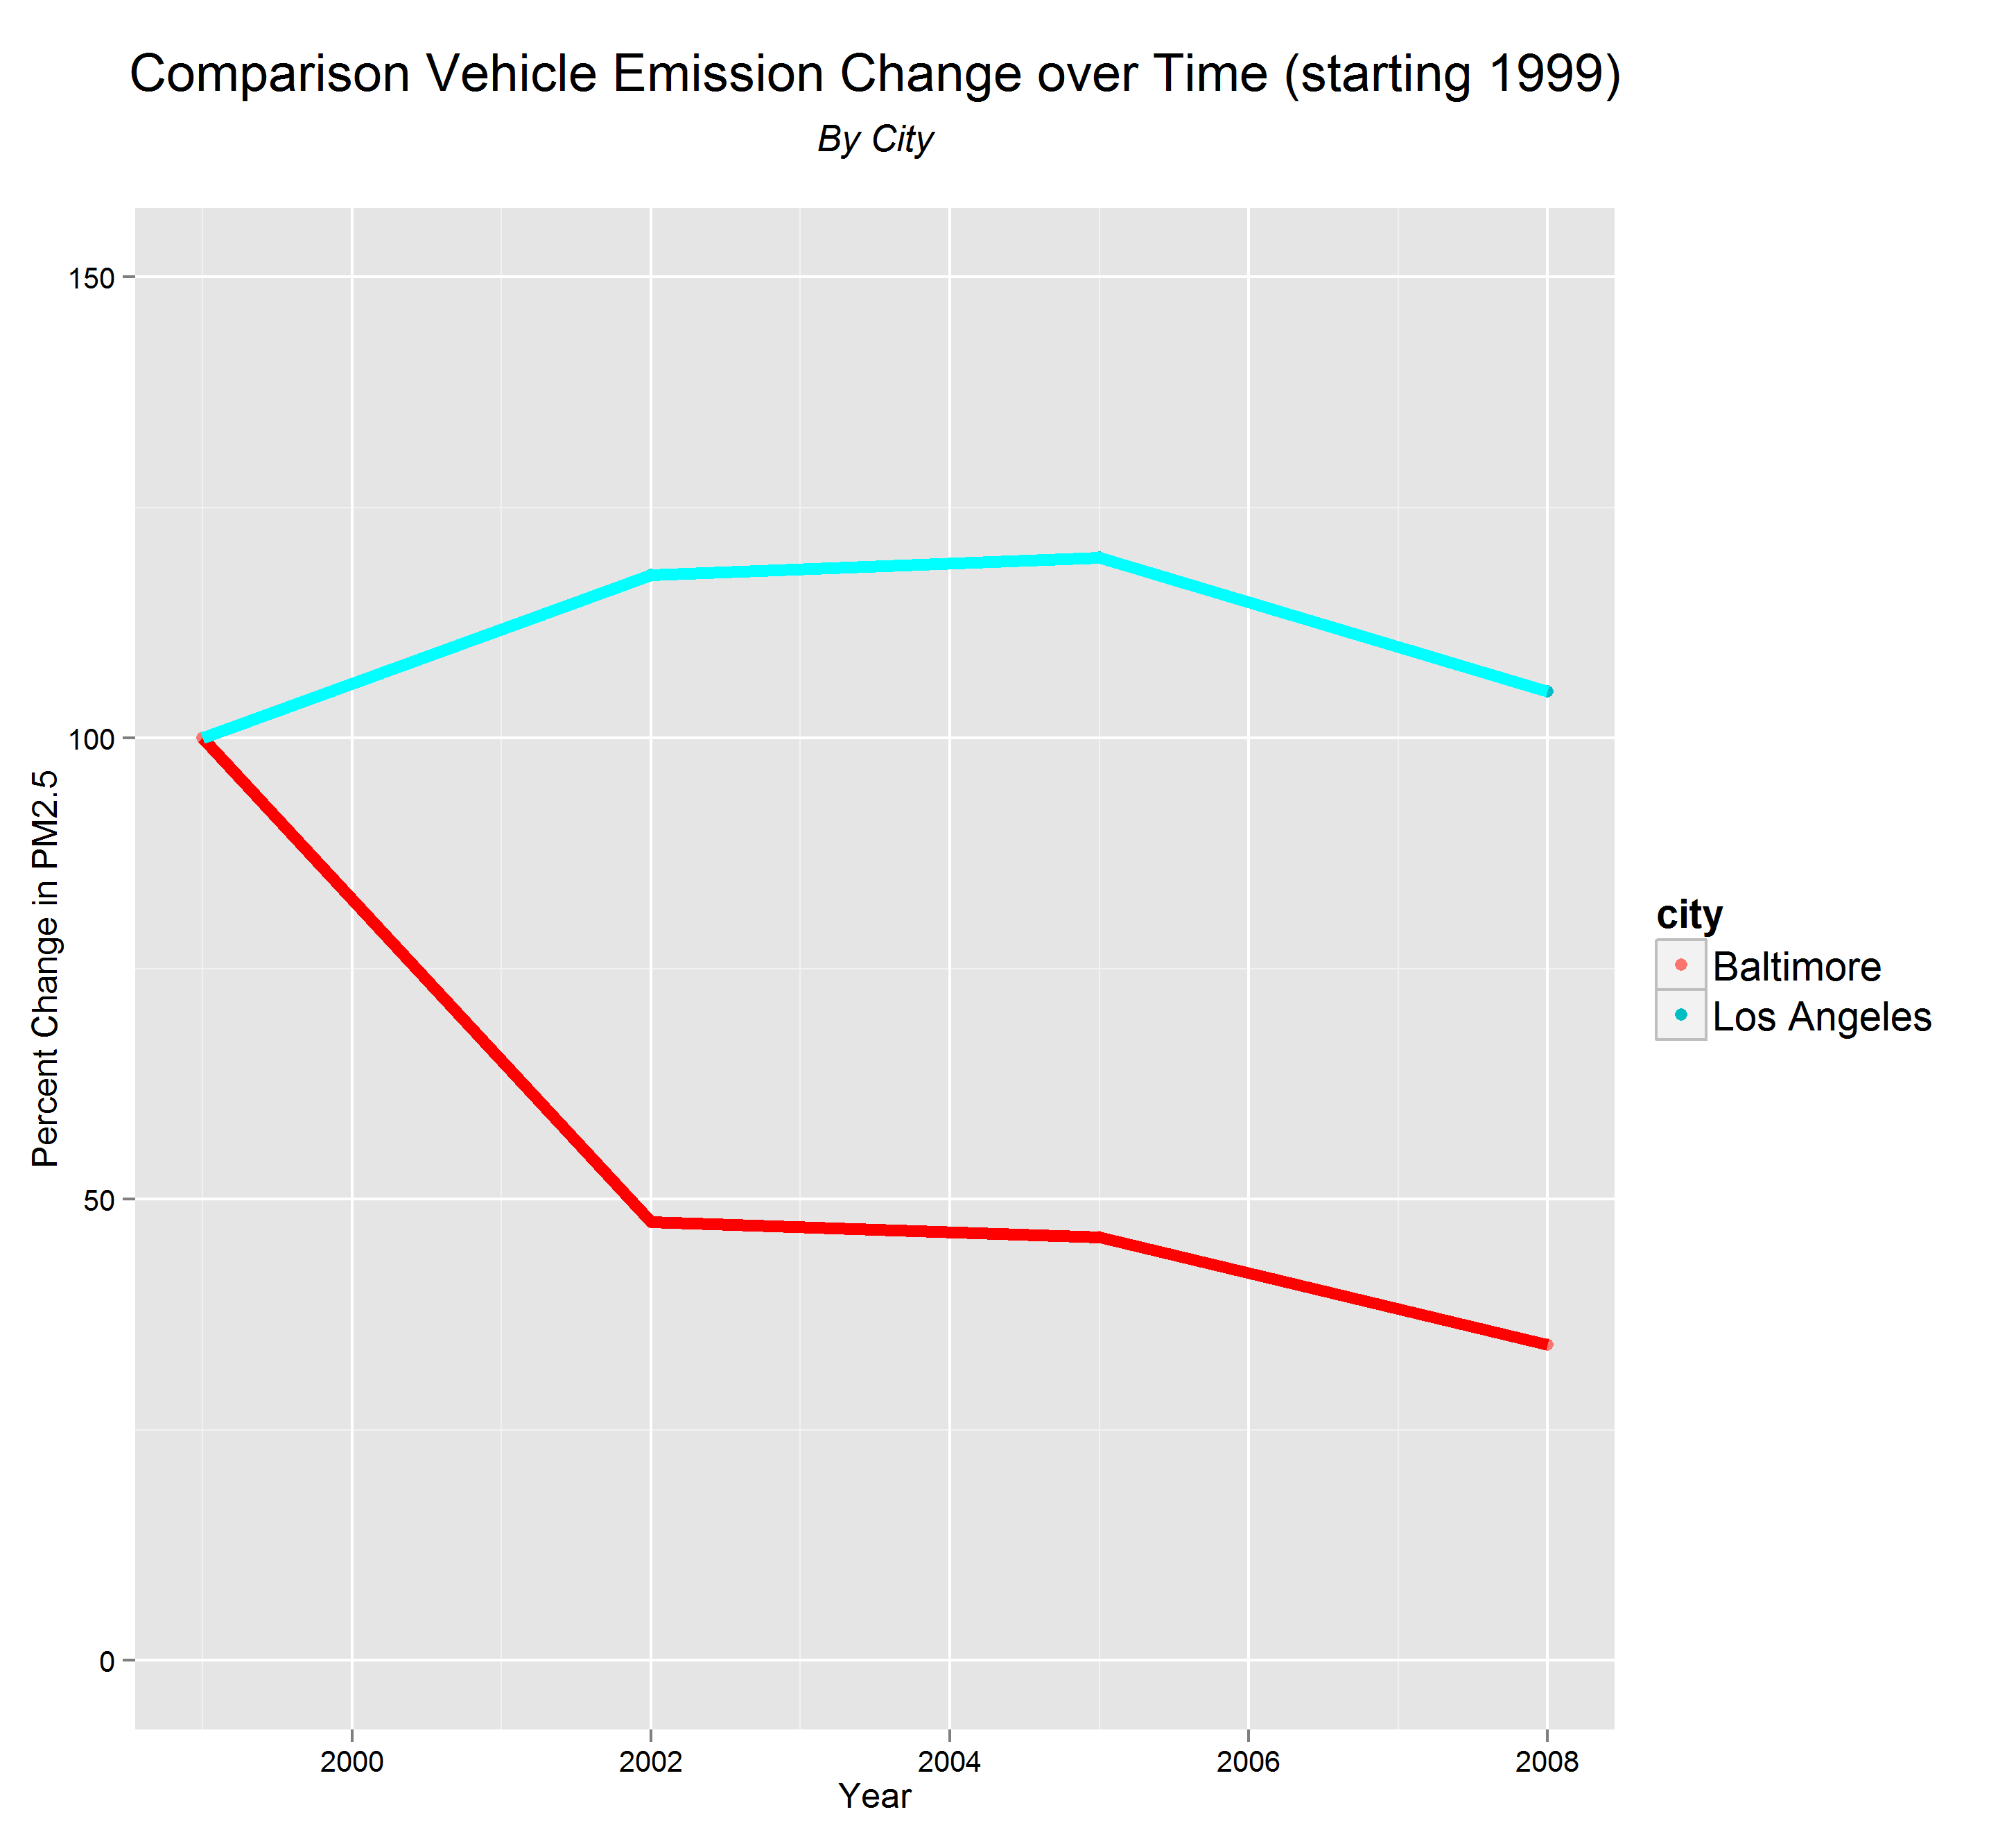 Comparison Vehicle Emission Change over Time (starting 1999)
By City
150
100
50
0
Percent Change in PM2.5
2000 2002 2004 2006 2008
Year
city
Baltimore
Los Angeles